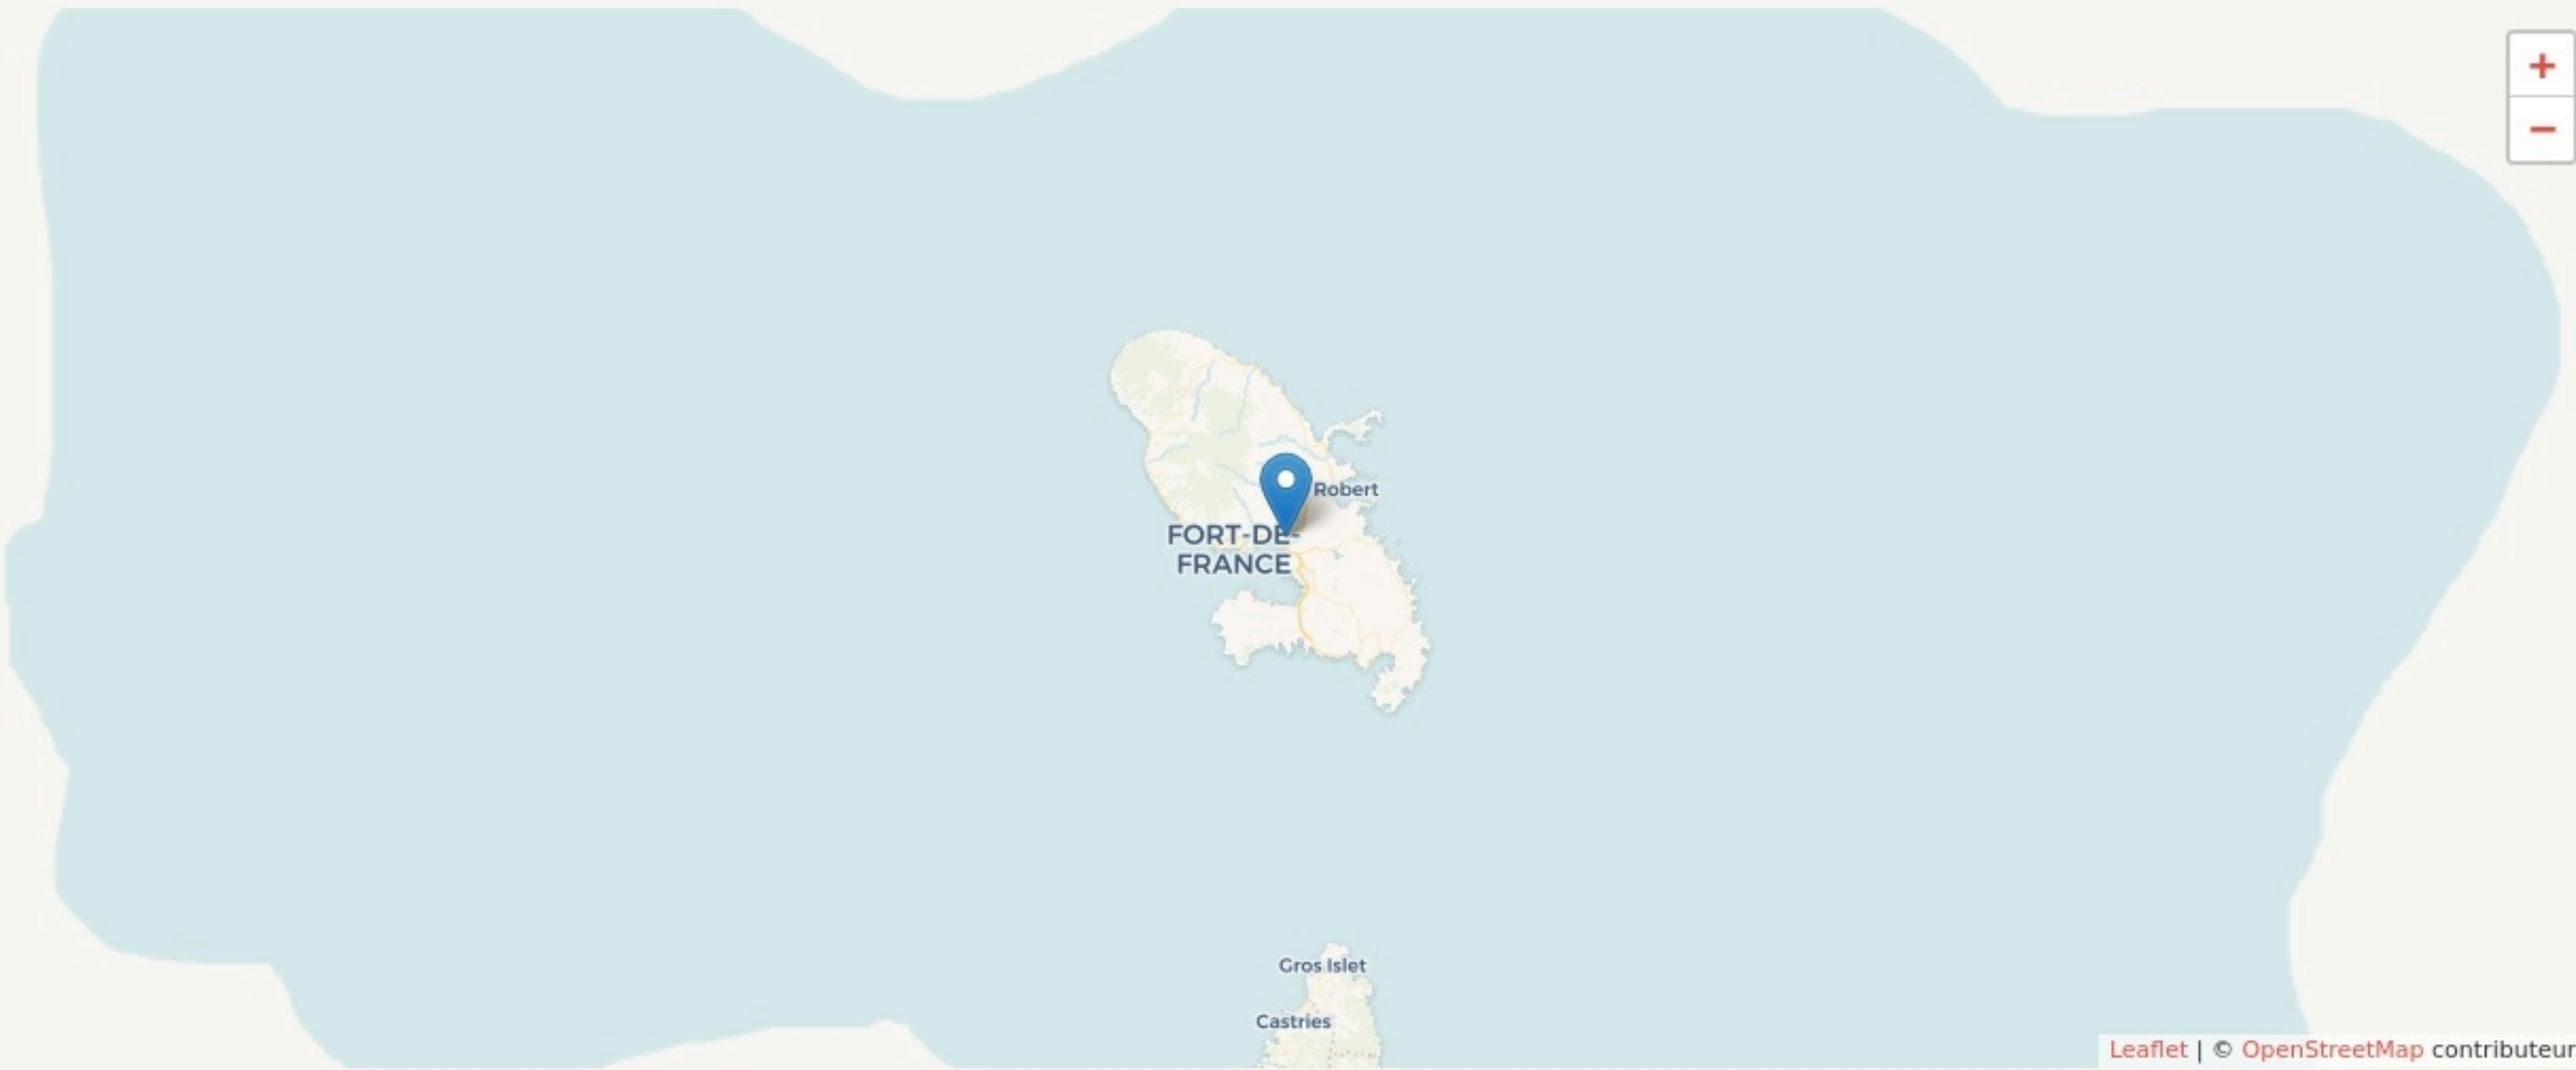 +
−
Robert
FORT-DE-
FRANCE
Gros Islet
Castries
Leaflet | © OpenStreetMap contributeur